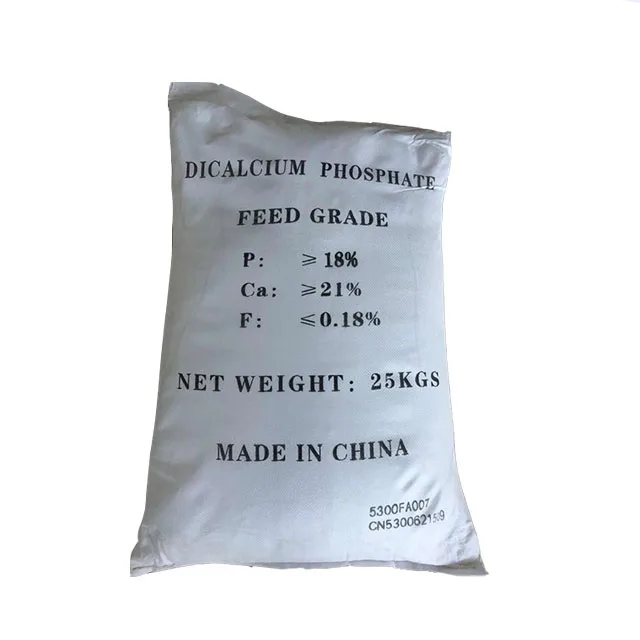 DICALCIUM PHOSPHATE
FEED GRADE
P: ≥ 18%
Ca: ≥21%
F: ≤0.18%
NET WEIGHT: 25KGS
MADE IN CHINA
5300FA007